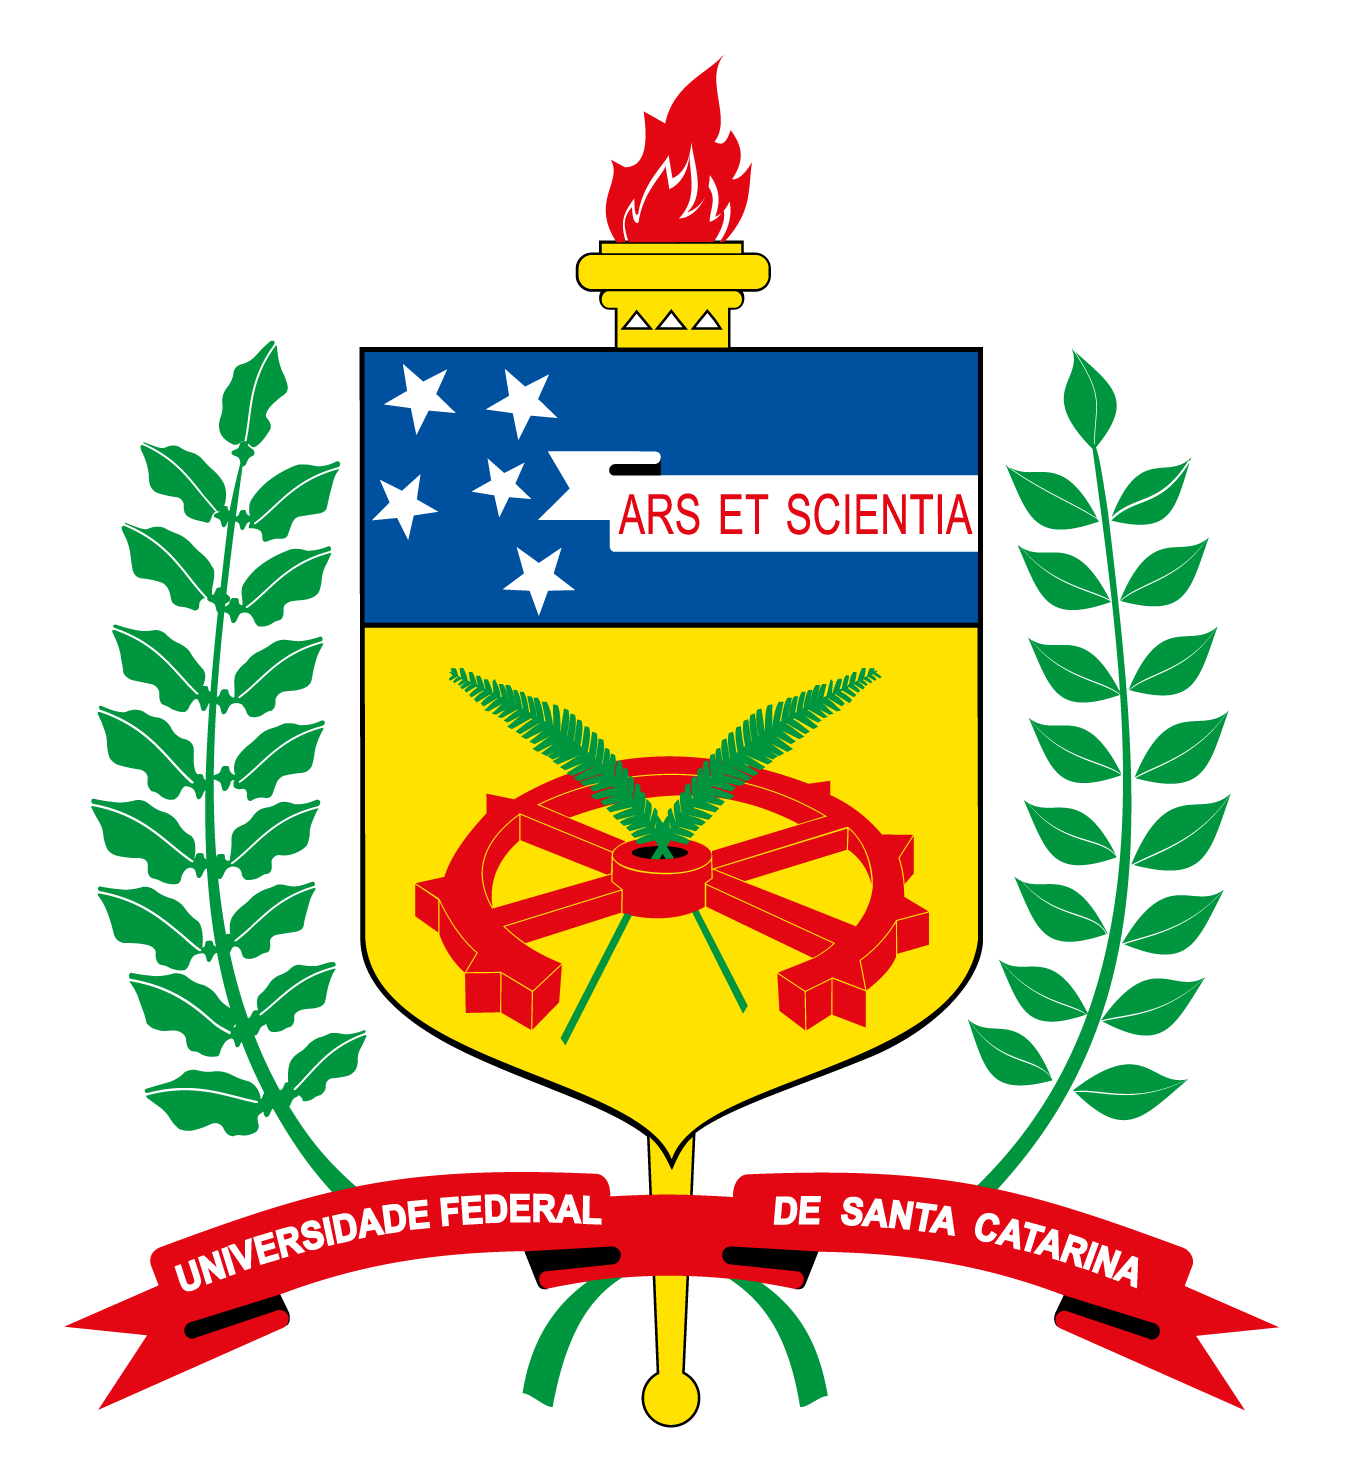 ARS ET SCIENTIA
UNIVERSIDADE FEDERAL DE SANTA CATARINA